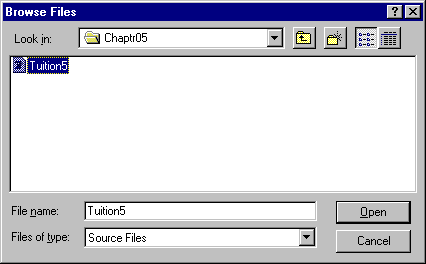 Browse Files
Look in: Chaptr05
Tuition5
File name: Tuition5 Open
Files of type: Source Files Cancel